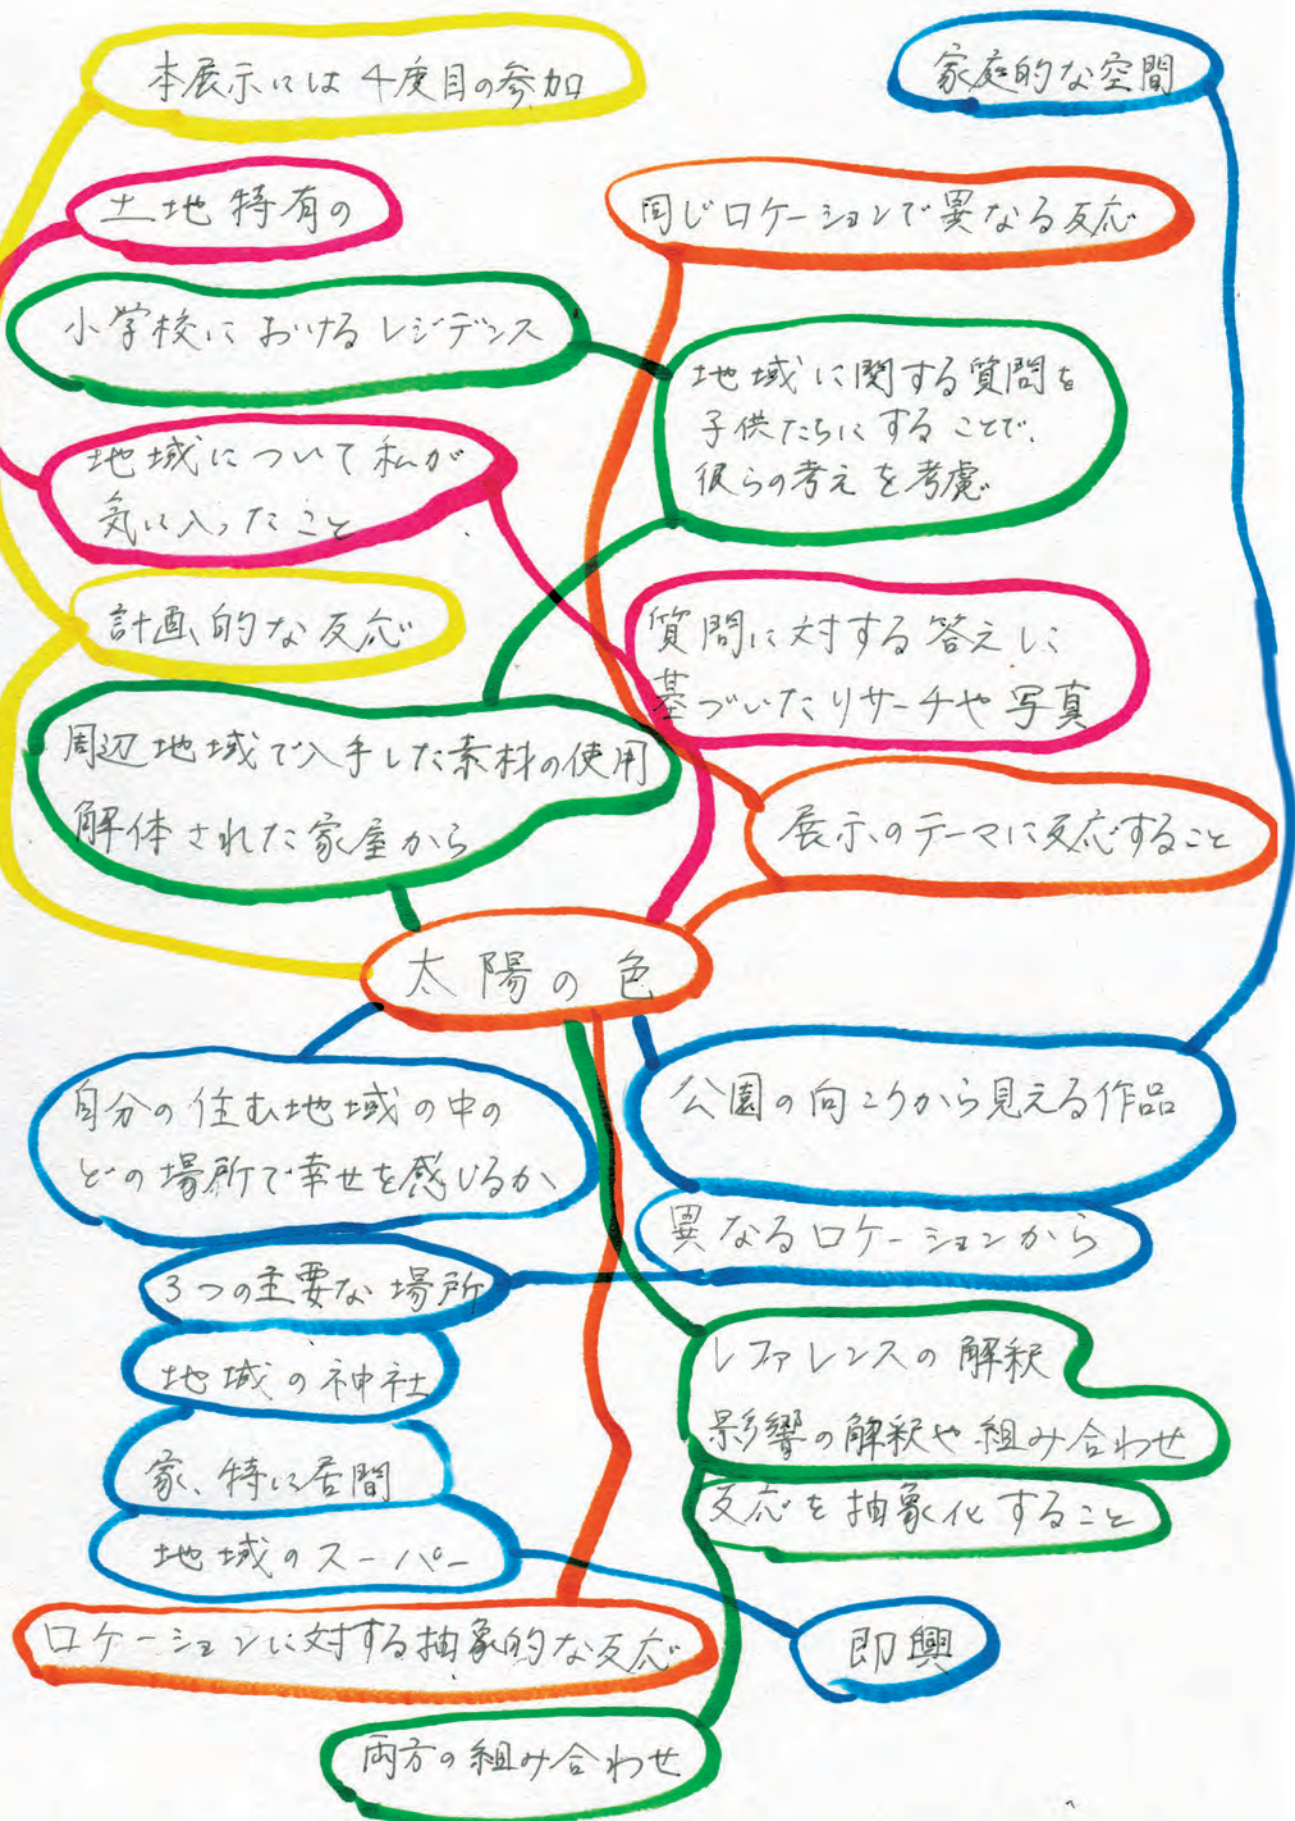 本展示には4度目の参加
家庭的な空間
土地特有の
同じロケーションで異なる反応
小学校におけるレジデンス
地域に関する質問を
子供たちにすることで、
彼らの考えを考慮
地域について私が
気に入ったこと
計画的な反応
質問に対する答えに
基づいたリサーチや写真
周辺地域で入手した素材の使用
解体された家屋から
展示のテーマに反応すること
太陽の色
自分の住む地域の中の
どの場所で幸せを感じるか
公園の向こうから見える作品
異なるロケーションから
3つの主要な場所
地域の神社
レファレンスの解釈
影響の解釈や組み合わせ
家、特に居間
反応を抽象化すること
地域のスーパー
ロケーションに対する抽象的な反応
即興
両方の組み合わせ